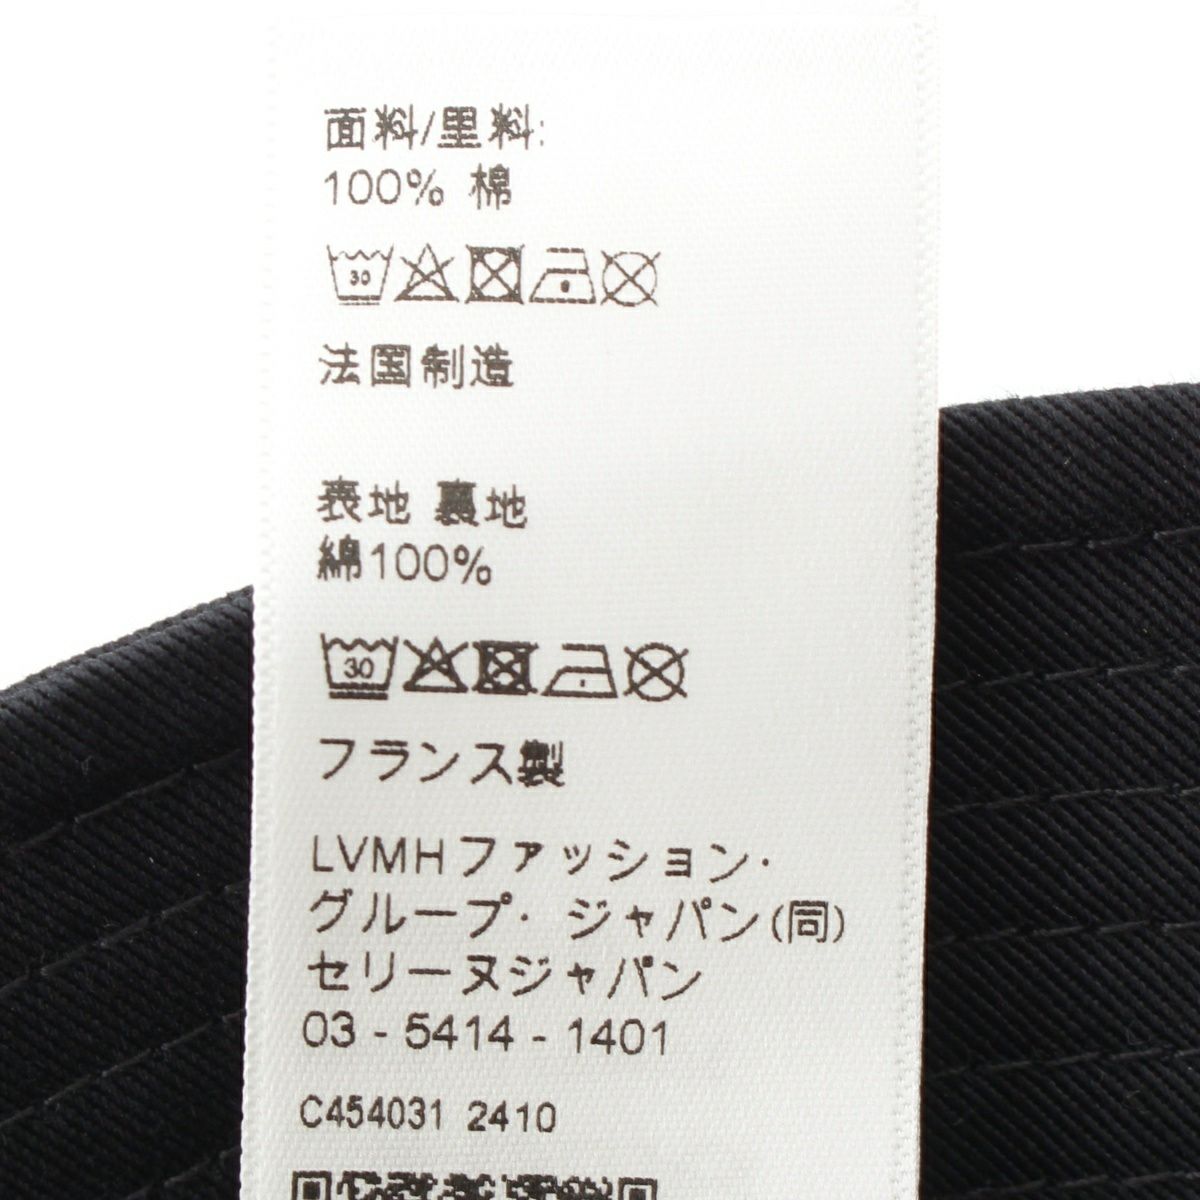 面料/里料:
100% 棉
30
法国制造
表地 裏地
綿100%
30
フランス製
LVMHファッション·
グループ· ジャパン(同)
セリーヌジャパン
03 - 5414 - 1401
C454031 2410